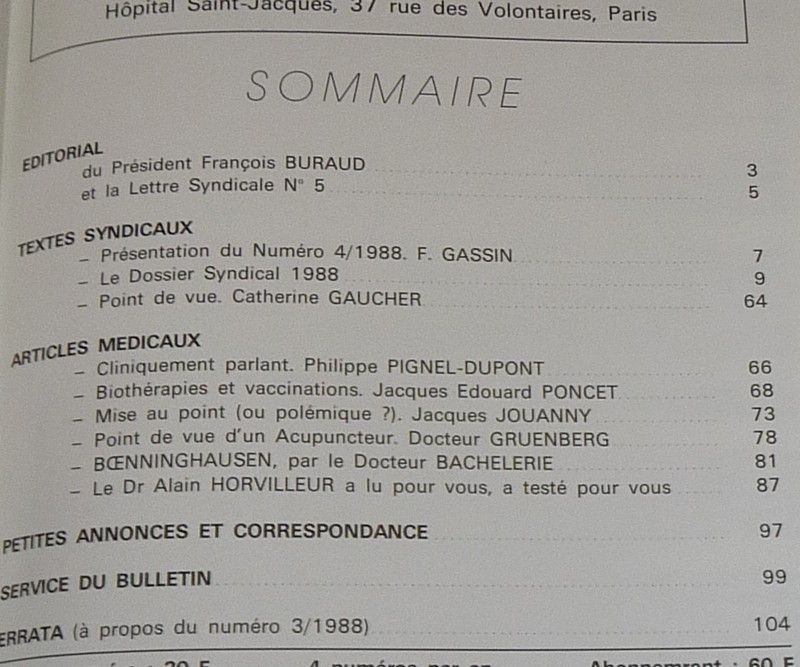 Hôpital Saint-Jacques, 37 rue des Volontaires, Paris
SOMMAIRE
EDITORIAL
du Président François BURAUD 3
et la Lettre Syndicale N° 5 5
TEXTES SYNDICAUX
– Présentation du Numéro 4/1988. F. GASSIN 7
– Le Dossier Syndical 1988 9
– Point de vue. Catherine GAUCHER 64
ARTICLES MEDICAUX
– Cliniquement parlant. Philippe PIGNEL-DUPONT 66
– Biothérapies et vaccinations. Jacques Edouard PONCET 68
– Mise au point (ou polémique ?). Jacques JOUANNY 73
– Point de vue d'un Acupuncteur. Docteur GRUENBERG 78
– BŒNNINGHAUSEN, par le Docteur BACHELERIE 81
– Le Dr Alain HORVILLEUR a lu pour vous, a testé pour vous 87
PETITES ANNONCES ET CORRESPONDANCE 97
SERVICE DU BULLETIN 99
ERRATA (à propos du numéro 3/1988) 104
4 numéros par an